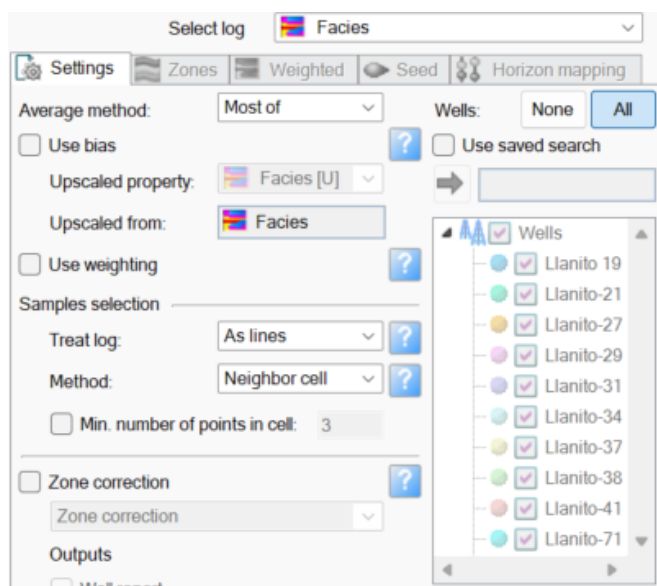 Select log Facies
Settings Zones Weighted Seed Horizon mapping
Average method: Most of
Wells: None All
Use bias ?
Use saved search
Upscaled property: Facies [U]
Upscaled from: Facies
Wells
Use weighting ?
Llanito 19
Samples selection
Llanito-21
Treat log: As lines ?
Llanito-27
Llanito-29
Method: Neighbor cell ?
Llanito-31
Min. number of points in cell: 3
Llanito-34
Llanito-37
Zone correction ?
Llanito-38
Zone correction
Llanito-41
Outputs
Llanito-71